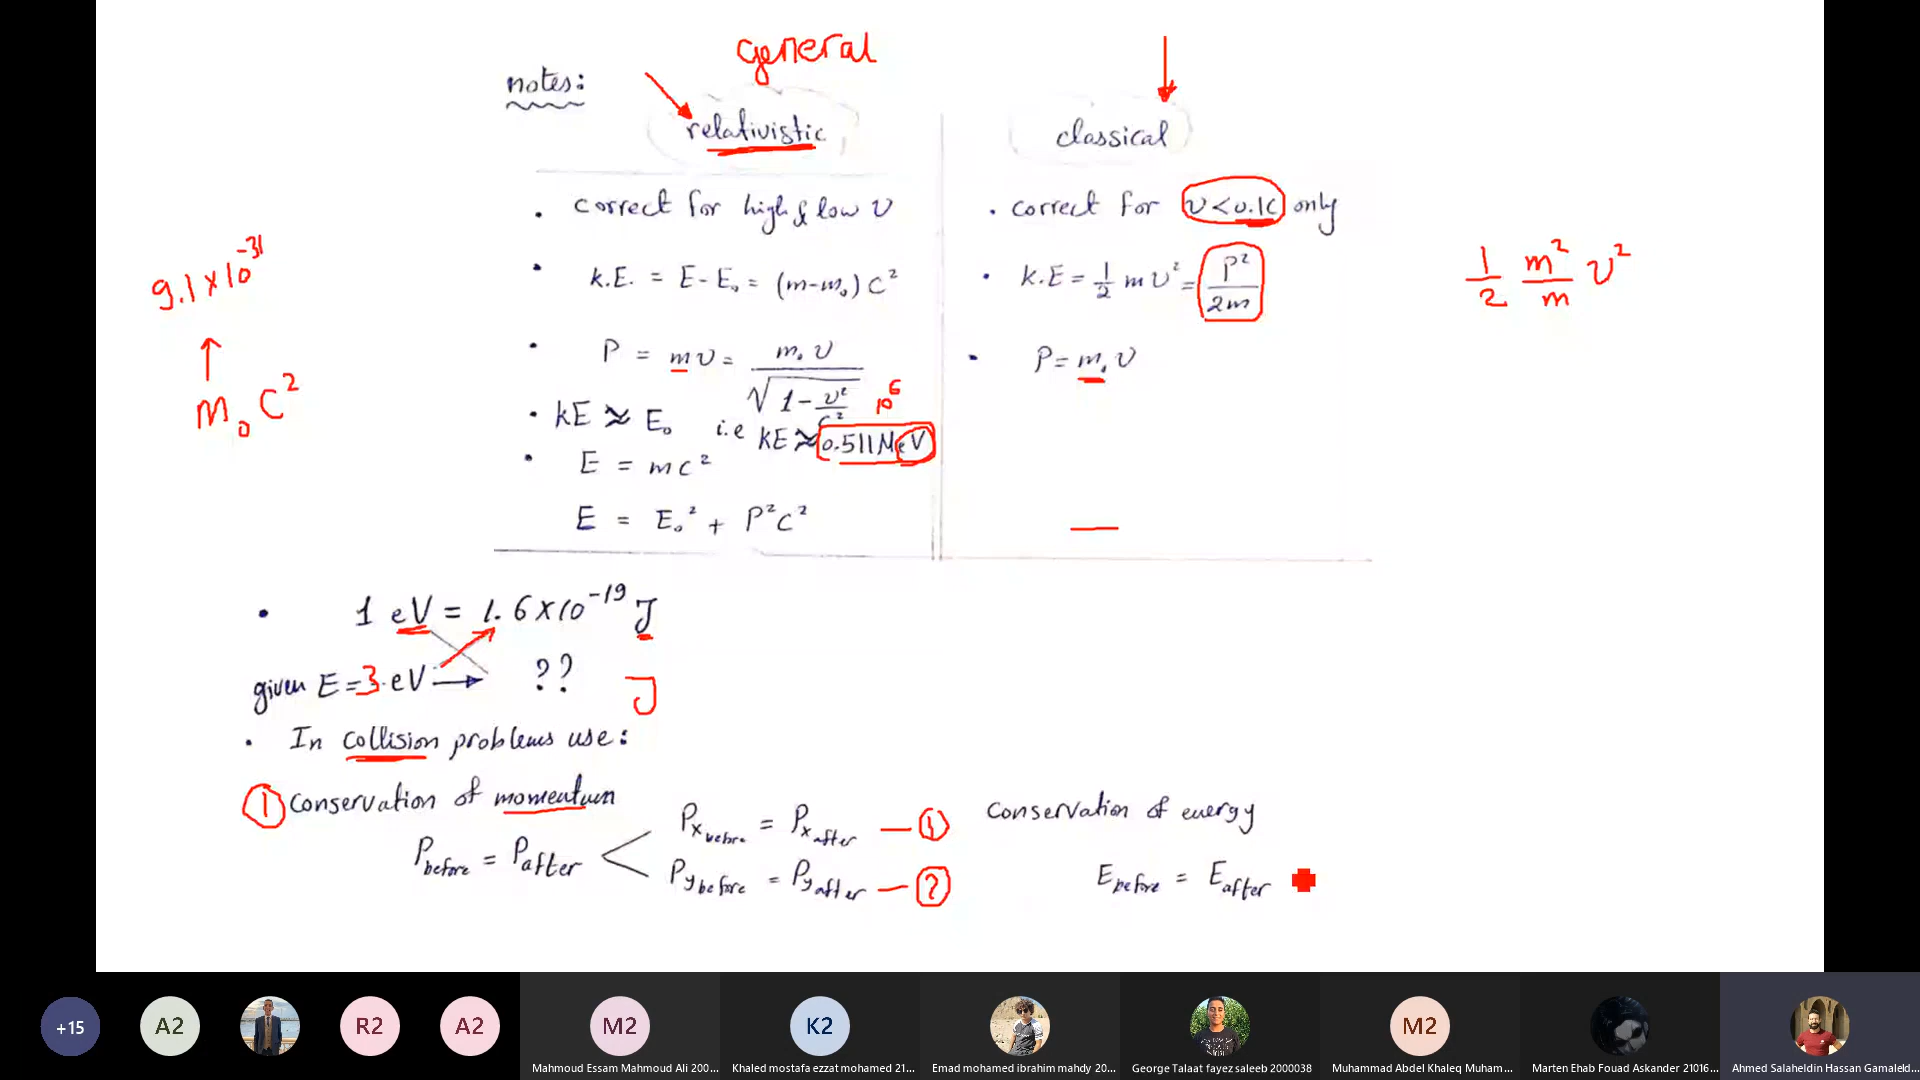 general
notes:
relativistic
classical
. correct for high & low v
. correct for v < 0.1c only
• k.E. = E - E₀ = (m-m₀) c²
• k.E = 1/2 m v² = P²/2m
1/2 m²/m v²
9.1 x 10⁻³¹
↑
m₀ c²
• P = m v = m₀ v / √(1 - v²/c²)
• P = m₀ v
• kE ≈ E₀ i.e kE ≈ 0.511 MeV
10⁶
• E = mc²
E = E₀² + P²c²
—
• 1 eV = 1.6 x 10⁻¹⁹ J
given E = 3 eV → ?? J
• In collision problems use:
① Conservation of momentum
P before = P after
Px before = Px after — ①
Py before = Py after — ②
Conservation of energy
E before = E after
+15
A2
R2
A2
M2
K2
M2
Mahmoud Essam Mahmoud Ali 200...
Khaled mostafa ezzat mohamed 21...
Emad mohamed ibrahim mahdy 20...
George Talaat fayez saleeb 2000038
Muhammad Abdel Khaleq Muham...
Marten Ehab Fouad Askander 21016...
Ahmed Salaheldin Hassan Gamaleld...